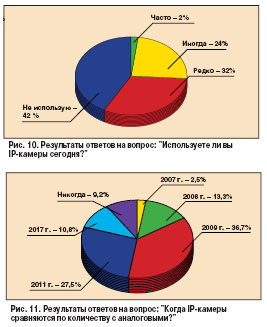 Часто – 2%
Иногда – 24%
Редко – 32%
Не использую –
42 %
Рис. 10. Результаты ответов на вопрос: "Используете ли вы
IP-камеры сегодня?"
2007 г. – 2,5%
Никогда – 9,2%
2008 г. – 13,3%
2017 г. – 10,8%
2009 г. – 36,7%
2011 г. – 27,5%
Рис. 11. Результаты ответов на вопрос: "Когда IP-камеры
сравняются по количеству с аналоговыми?"